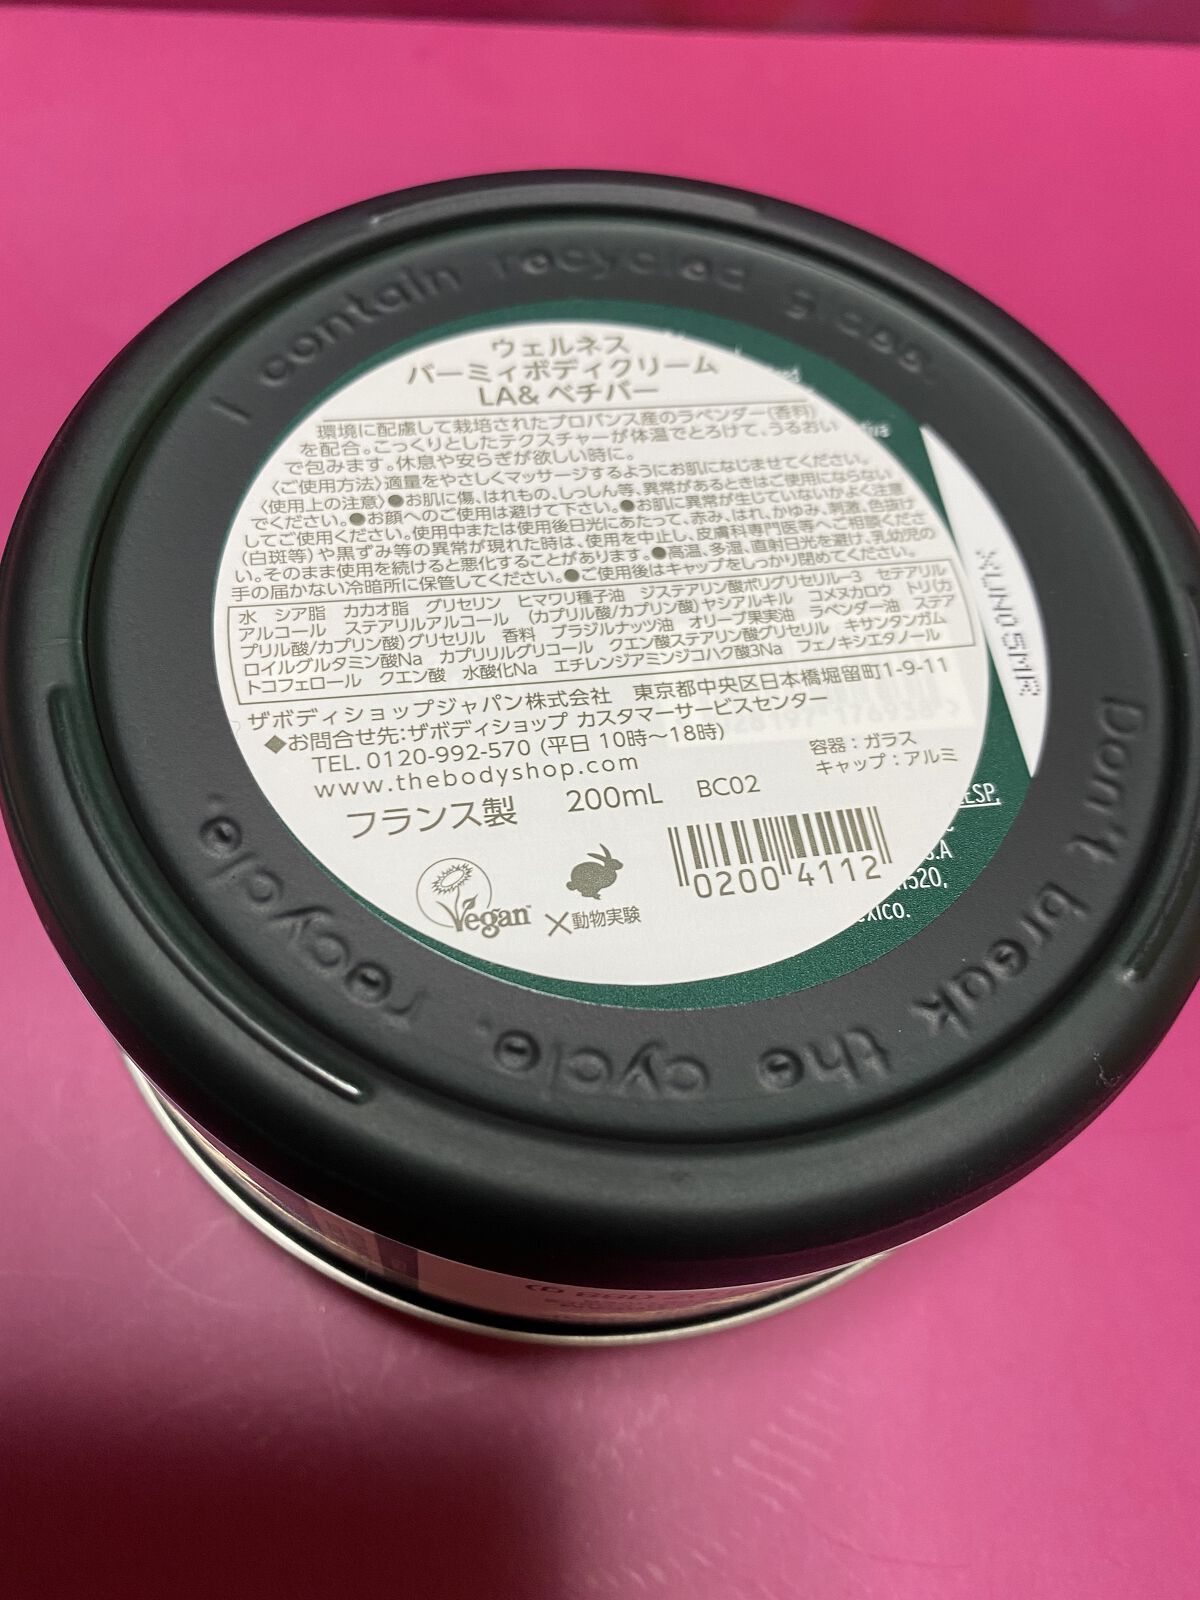 I contain recycled glass.
ウェルネス
バーミィボディクリーム
LA& ベチバー
環境に配慮して栽培されたプロバンス産のラベンダー(香料)
を配合。こっくりとしたテクスチャーが体温でとろけて、うるおい
で包みます。休息や安らぎが欲しい時に。
〈ご使用方法〉適量をやさしくマッサージするようにお肌になじませてください。
〈使用上の注意〉●お肌に傷、はれもの、しっしん等、異常があるときはご使用にならない
でください。●お顔へのご使用は避けて下さい。●お肌に異常が生じていないかよく注意
してご使用ください。使用中または使用後日光にあたって、赤み、はれ、かゆみ、刺激、色抜け
(白斑等)や黒ずみ等の異常が現れた時は、使用を中止し、皮膚科専門医等へご相談くださ
い。そのまま使用を続けると悪化することがあります。●高温、多湿、直射日光を避け、乳幼児の
手の届かない冷暗所に保管してください。●ご使用後はキャップをしっかり閉めてください。
水 シア脂 カカオ脂 グリセリン ヒマワリ種子油 ジステアリン酸ポリグリセリル-3 セテアリル
アルコール ステアリルアルコール (カプリル酸/カプリン酸)ヤシアルキル コメヌカロウ トリ(カ
プリル酸/カプリン酸)グリセリル 香料 ブラジルナッツ油 オリーブ果実油 ラベンダー油 ステア
ロイルグルタミン酸Na カプリリルグリコール クエン酸ステアリン酸グリセリル キサンタンガム
トコフェロール クエン酸 水酸化Na エチレンジアミンジコハク酸3Na フェノキシエタノール
ザボディショップジャパン株式会社 東京都中央区日本橋堀留町1-9-11
◆お問合せ先:ザボディショップ カスタマーサービスセンター
TEL. 0120-992-570 (平日 10時～18時)
www.thebodyshop.com
容器：ガラス
キャップ：アルミ
フランス製 200mL BC02
Vegan
×動物実験
0200 4112
ESP.
S.A
520,
Don't break the cycle. recycle.